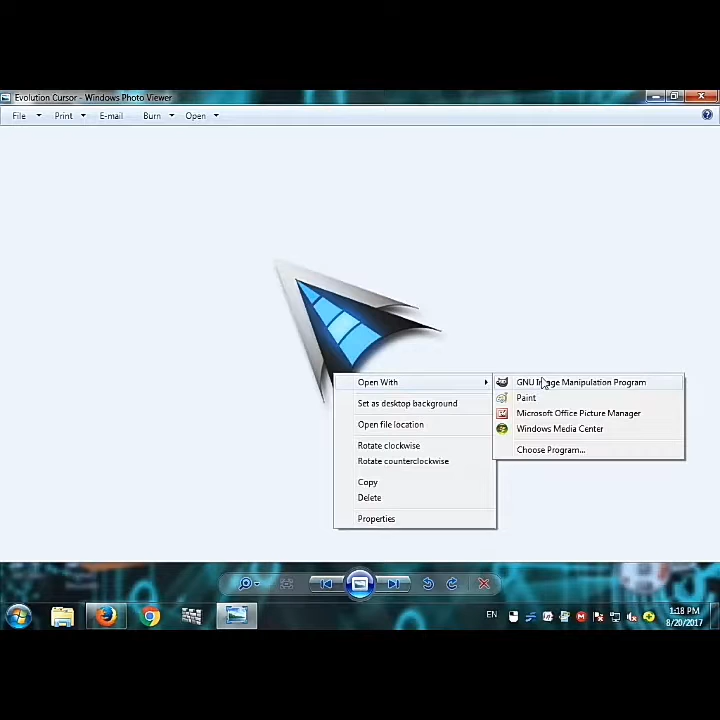 Evolution Cursor - Windows Photo Viewer
File Print E-mail Burn Open
Open With
Set as desktop background
Open file location
Rotate clockwise
Rotate counterclockwise
Copy
Delete
Properties
GNU Image Manipulation Program
Paint
Microsoft Office Picture Manager
Windows Media Center
Choose Program...
EN
1:18 PM
8/20/2017